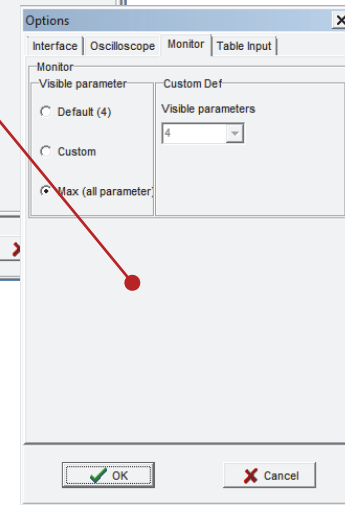 Options
Interface Oscilloscope Monitor Table Input
Monitor
Visible parameter
Default (4)
Custom
Max (all parameter)
Custom Def
Visible parameters
4
OK
Cancel